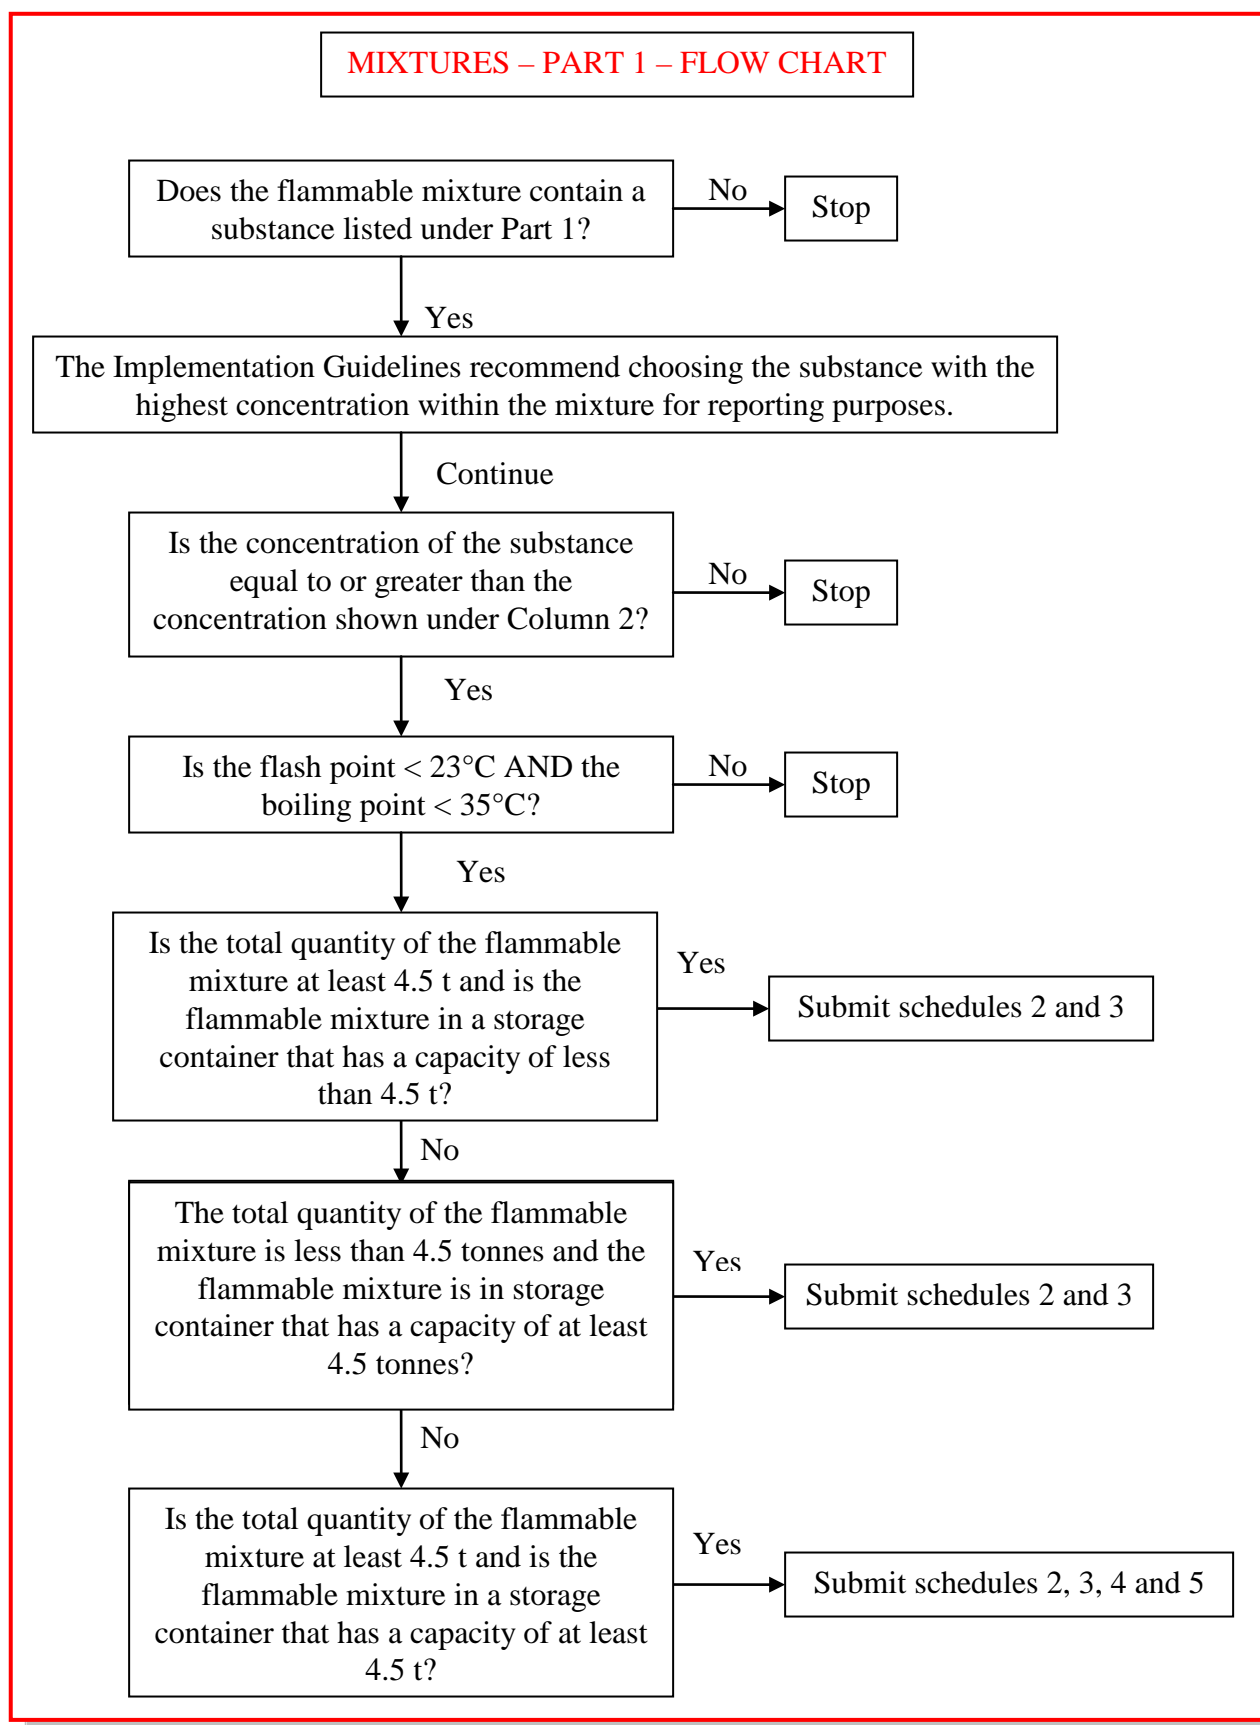 MIXTURES – PART 1 – FLOW CHART
Does the flammable mixture contain a
substance listed under Part 1?
No
Stop
Yes
The Implementation Guidelines recommend choosing the substance with the
highest concentration within the mixture for reporting purposes.
Continue
Is the concentration of the substance
equal to or greater than the
concentration shown under Column 2?
No
Stop
Yes
Is the flash point < 23°C AND the
boiling point < 35°C?
No
Stop
Yes
Is the total quantity of the flammable
mixture at least 4.5 t and is the
flammable mixture in a storage
container that has a capacity of less
than 4.5 t?
Yes
Submit schedules 2 and 3
No
The total quantity of the flammable
mixture is less than 4.5 tonnes and the
flammable mixture is in storage
container that has a capacity of at least
4.5 tonnes?
Yes
Submit schedules 2 and 3
No
Is the total quantity of the flammable
mixture at least 4.5 t and is the
flammable mixture in a storage
container that has a capacity of at least
4.5 t?
Yes
Submit schedules 2, 3, 4 and 5